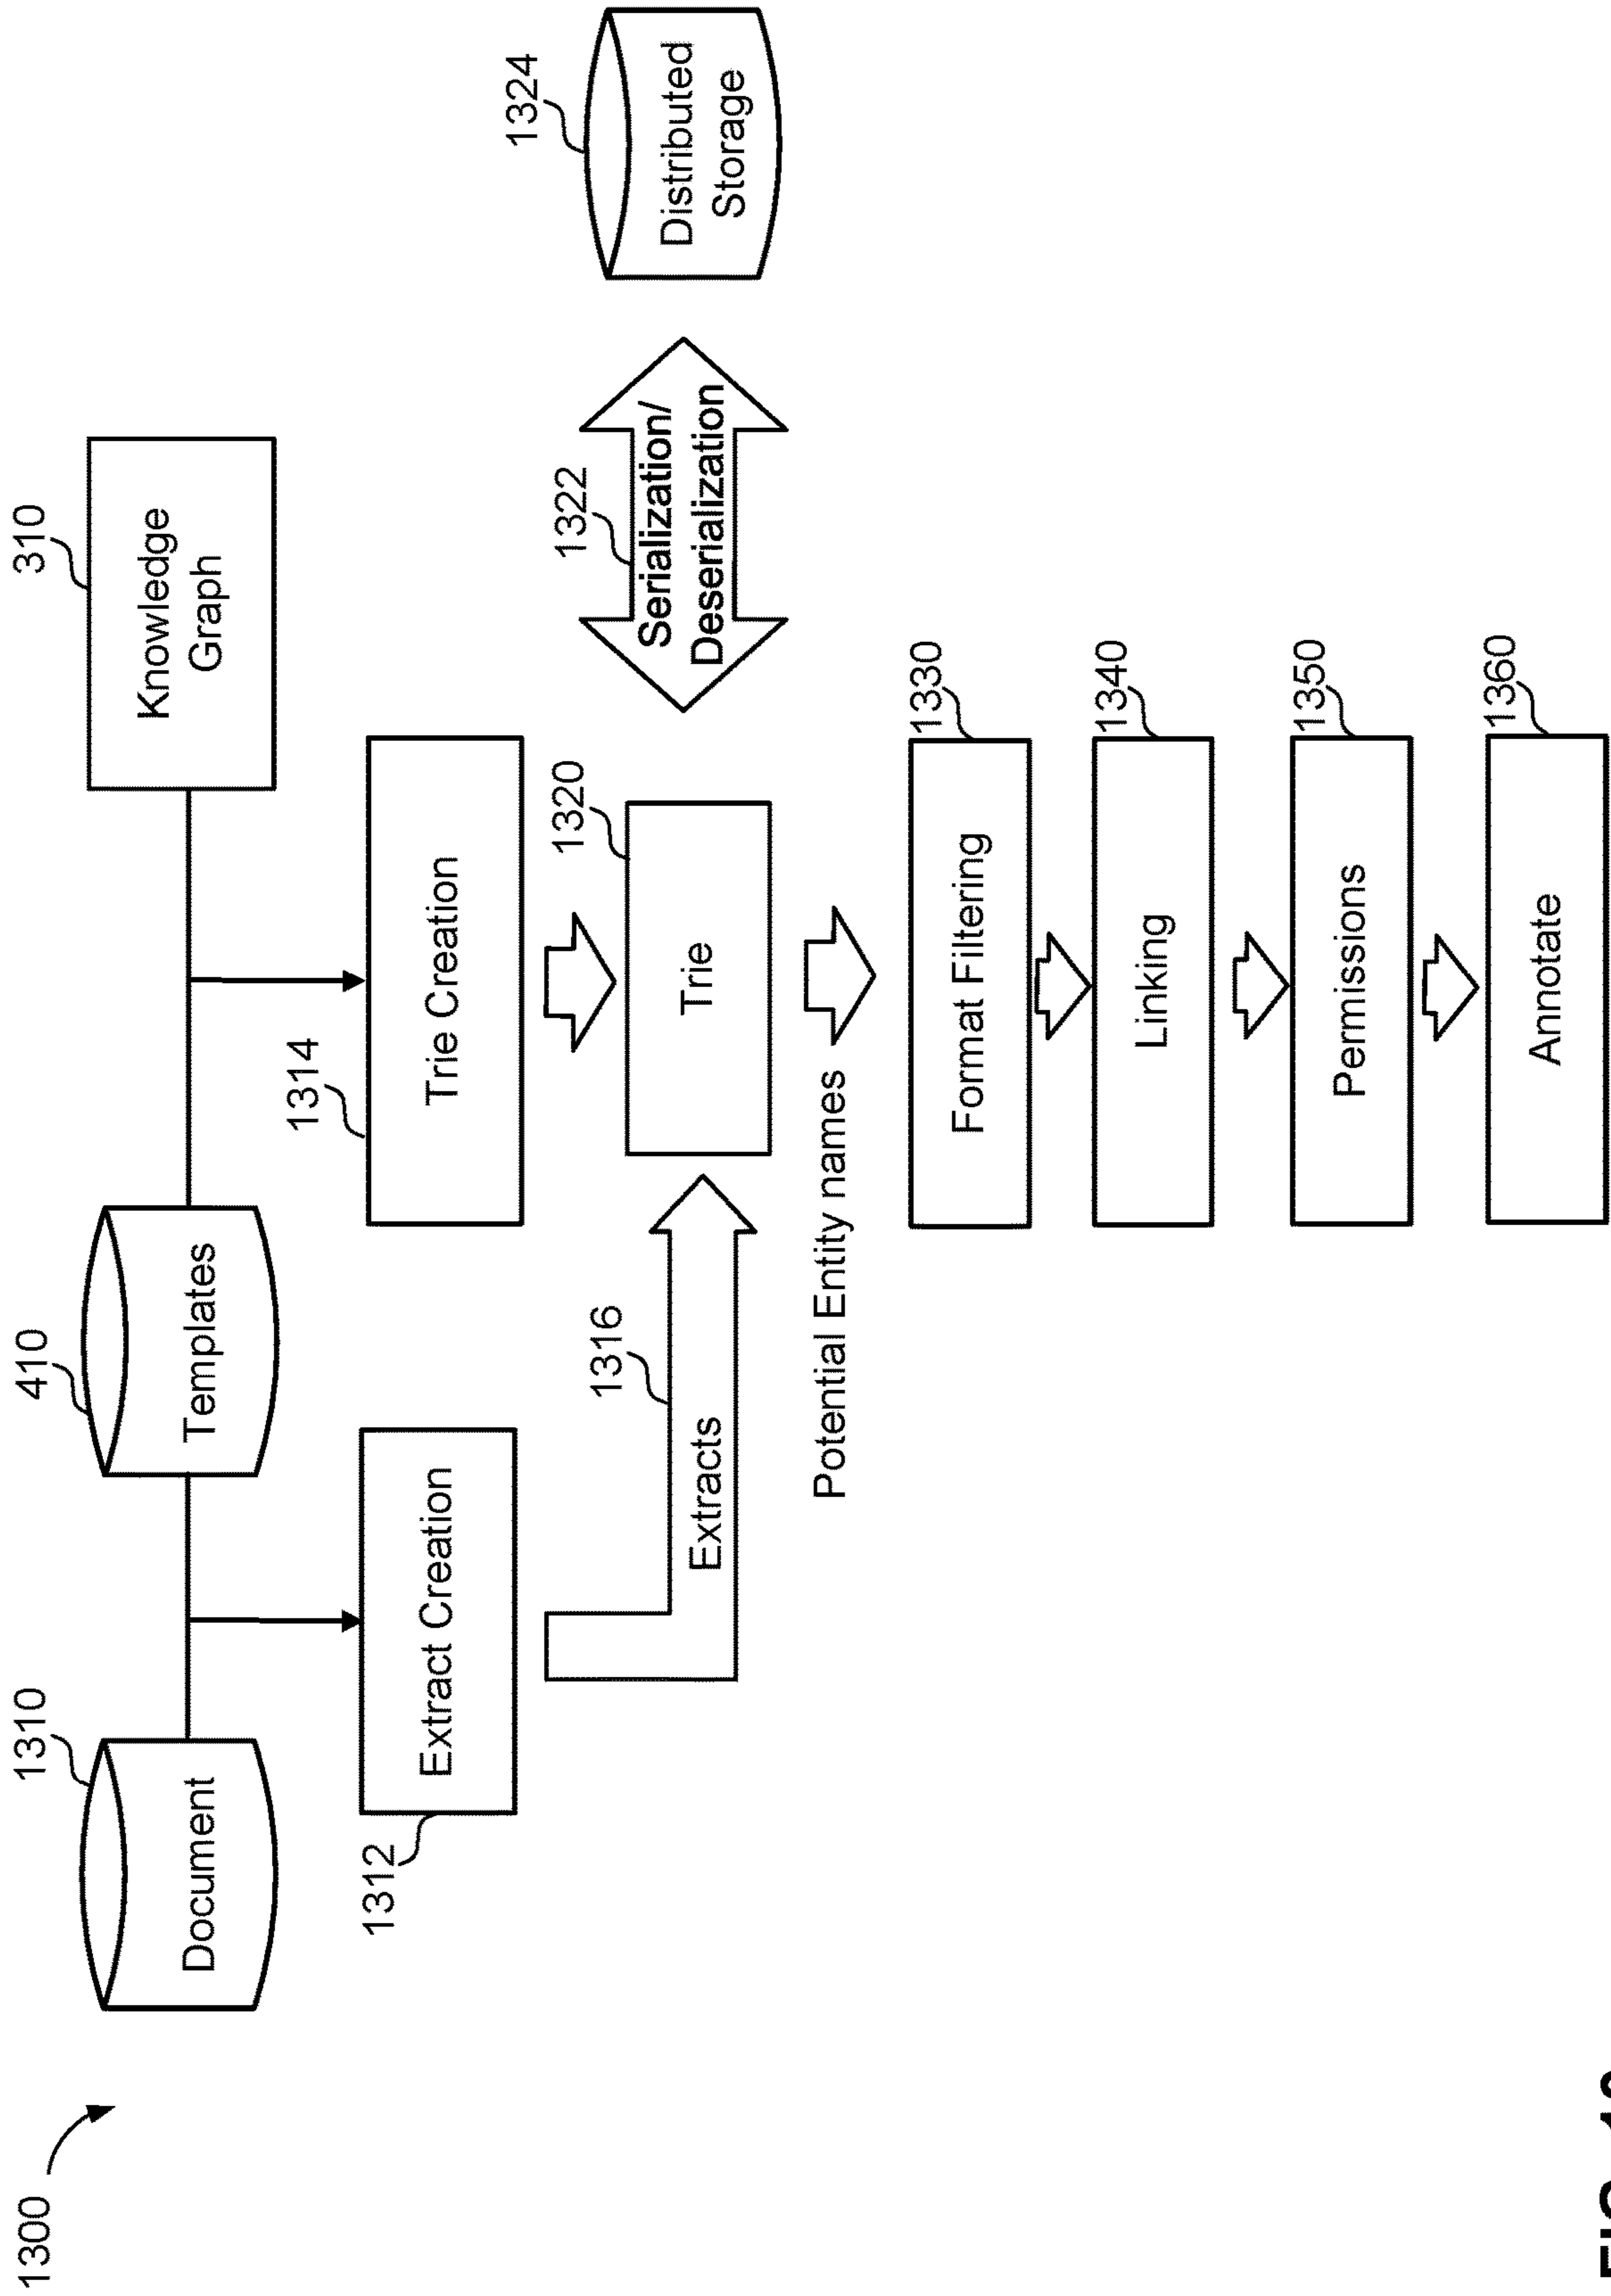 1300
1310
410
310
Document
Templates
Knowledge
Graph
1312
1314
Extract Creation
Trie Creation
1316
1320
1322
1324
Extracts
Trie
Serialization/
Deserialization
Distributed
Storage
Potential Entity names
1330
Format Filtering
1340
Linking
1350
Permissions
1360
Annotate